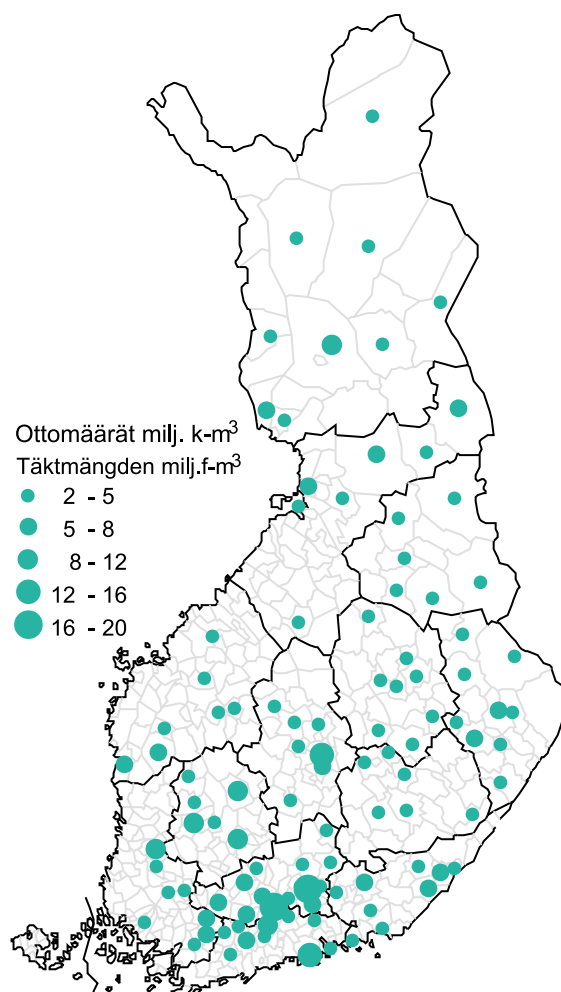 Ottomäärät milj. k-m³
Täktmängden milj.f-m³
2 - 5
5 - 8
8 - 12
12 - 16
16 - 20